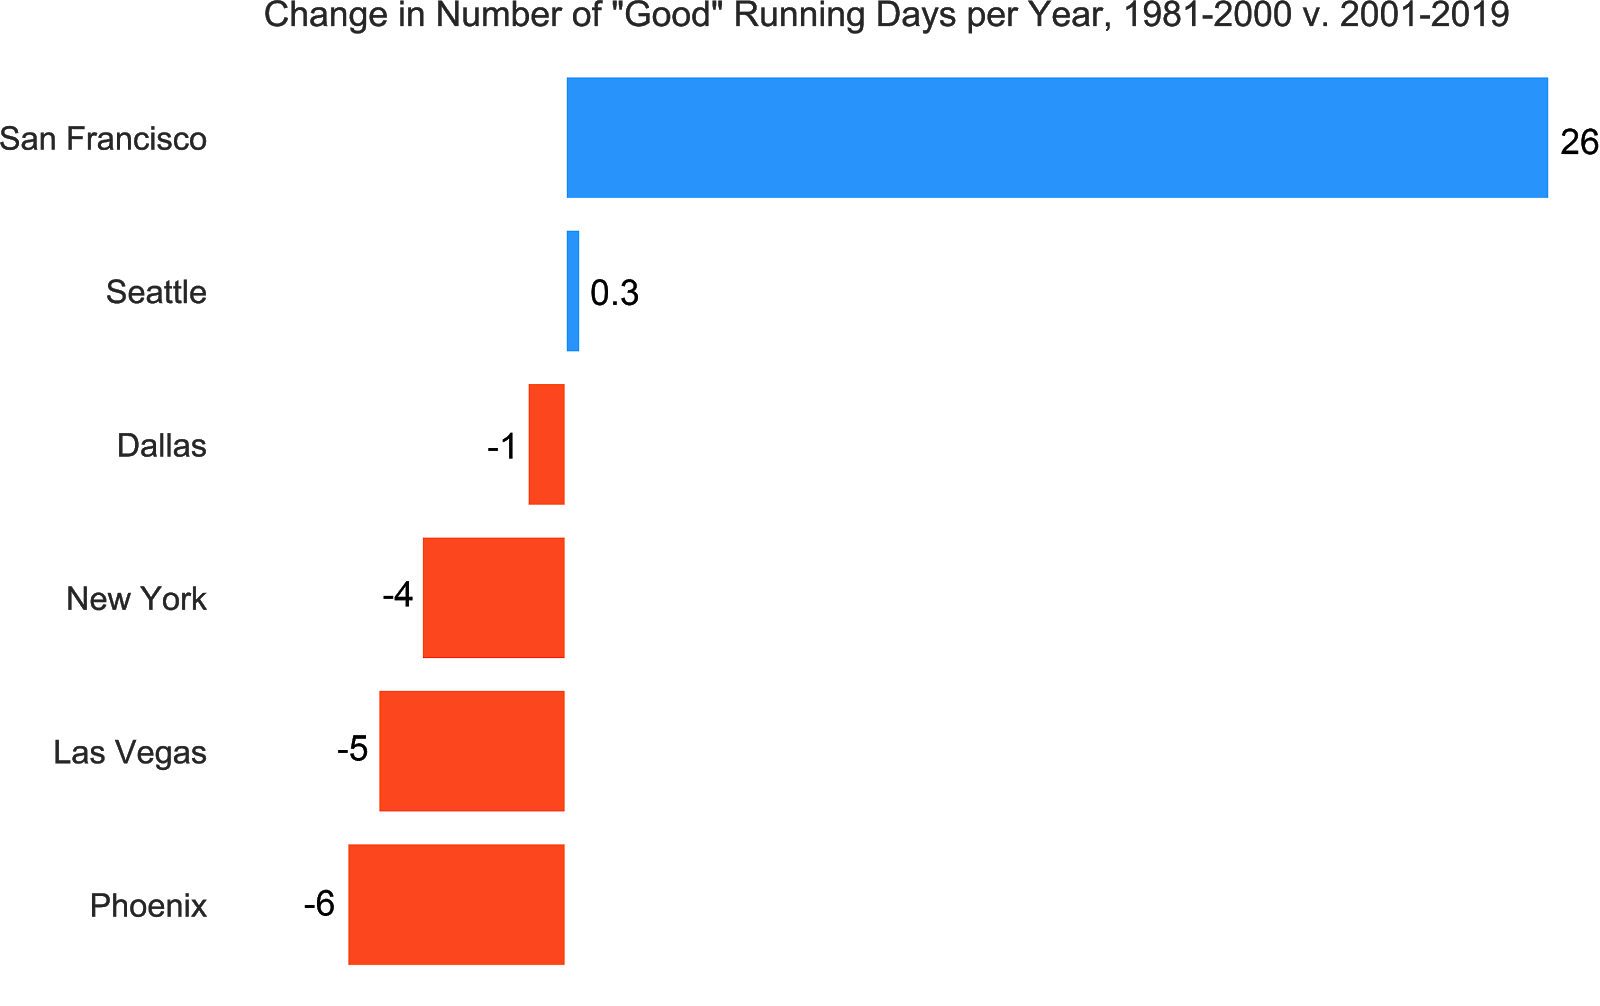 Change in Number of "Good" Running Days per Year, 1981-2000 v. 2001-2019
San Francisco 26
Seattle 0.3
Dallas -1
New York -4
Las Vegas -5
Phoenix -6